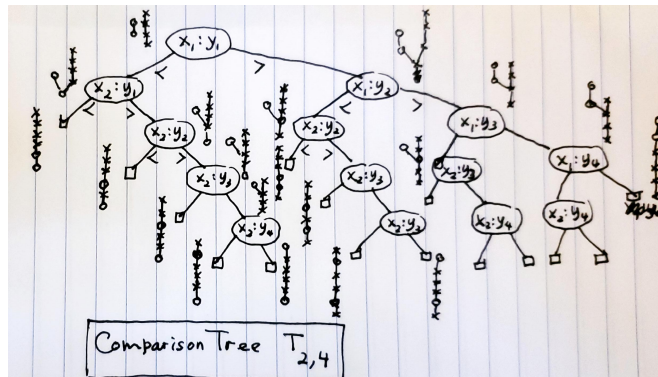 x₁:y₁
< >
x₂:y₁ x₁:y₂
< > < >
x₂:y₂ x₂:y₂ x₁:y₃
< > < >
x₂:y₃ x₂:y₃ x₂:y₃ x₁:y₄
x₂:y₄ x₂:y₃ x₂:y₄ x₂:y₄
Comparison Tree T₂,₄